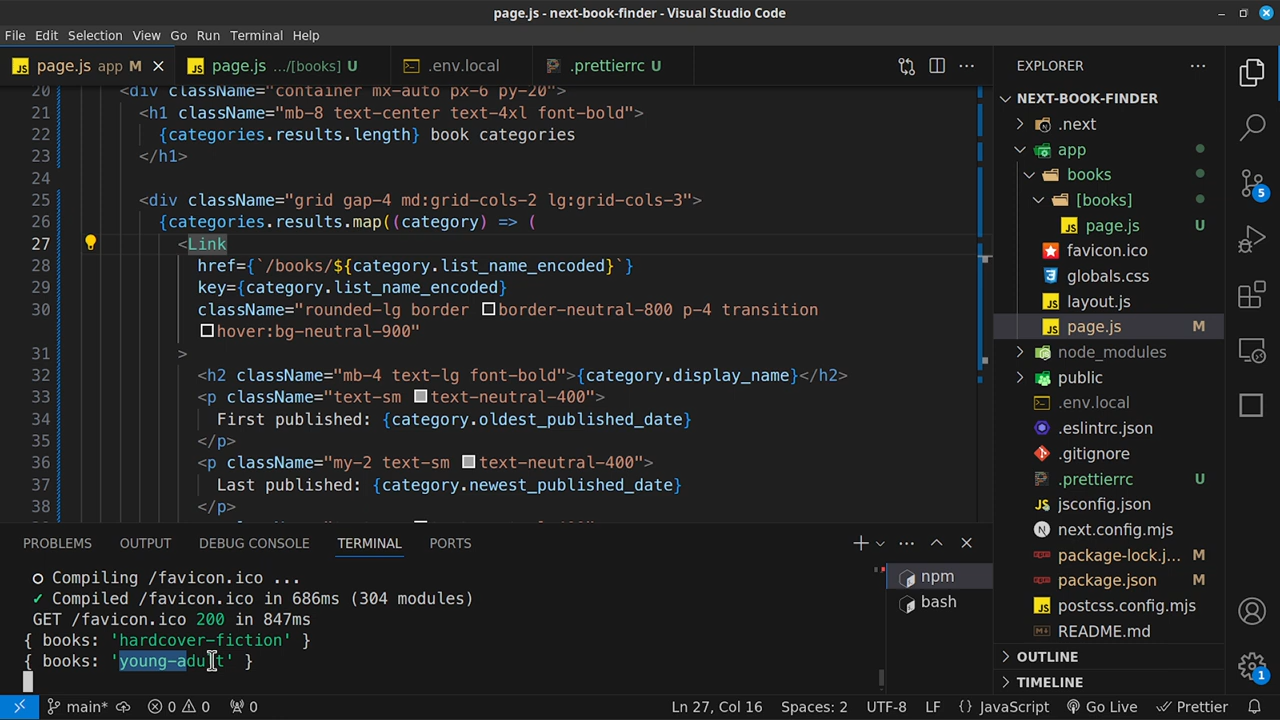 page.js - next-book-finder - Visual Studio Code
File Edit Selection View Go Run Terminal Help
page.js app M
page.js .../[books] U
.env.local
.prettierrc U
20 <div className="container mx-auto px-6 py-20">
21 <h1 className="mb-8 text-center text-4xl font-bold">
22 {categories.results.length} book categories
23 </h1>
24
25 <div className="grid gap-4 md:grid-cols-2 lg:grid-cols-3">
26 {categories.results.map((category) => (
27 <Link
28 href={`/books/${category.list_name_encoded}`}
29 key={category.list_name_encoded}
30 className="rounded-lg border border-neutral-800 p-4 transition
hover:bg-neutral-900"
31 >
32 <h2 className="mb-4 text-lg font-bold">{category.display_name}</h2>
33 <p className="text-sm text-neutral-400">
34 First published: {category.oldest_published_date}
35 </p>
36 <p className="my-2 text-sm text-neutral-400">
37 Last published: {category.newest_published_date}
38 </p>
PROBLEMS OUTPUT DEBUG CONSOLE TERMINAL PORTS
Compiling /favicon.ico ...
✓ Compiled /favicon.ico in 686ms (304 modules)
GET /favicon.ico 200 in 847ms
{ books: 'hardcover-fiction' }
{ books: 'young-adult' }
npm
bash
EXPLORER
NEXT-BOOK-FINDER
.next
app
books
[books]
page.js U
favicon.ico
globals.css
layout.js
page.js M
node_modules
public
.env.local
.eslintrc.json
.gitignore
.prettierrc U
jsconfig.json
next.config.mjs
package-lock.j... M
package.json M
postcss.config.mjs
README.md
OUTLINE
TIMELINE
5
1
main* 0 0 0 Ln 27, Col 16 Spaces: 2 UTF-8 LF {} JavaScript Go Live Prettier